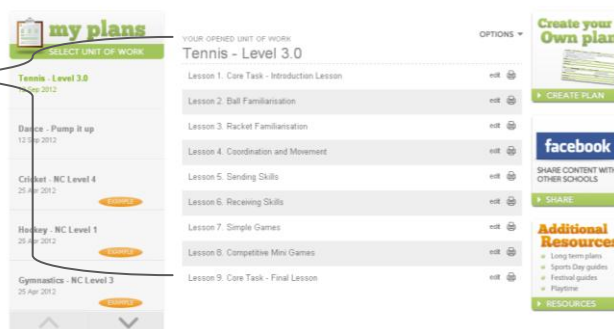 my plans
SELECT UNIT OF WORK
Tennis - Level 3.0
12 Sep 2012
Dance - Pump it up
12 Sep 2012
Cricket - NC Level 4
25 Apr 2012
EXAMPLE
Hockey - NC Level 1
25 Apr 2012
EXAMPLE
Gymnastics - NC Level 3
25 Apr 2012
EXAMPLE
YOUR OPENED UNIT OF WORK
OPTIONS
Tennis - Level 3.0
Lesson 1. Core Task - Introduction Lesson edit
Lesson 2. Ball Familiarisation edit
Lesson 3. Racket Familiarisation edit
Lesson 4. Coordination and Movement edit
Lesson 5. Sending Skills edit
Lesson 6. Receiving Skills edit
Lesson 7. Simple Games edit
Lesson 8. Competitive Mini Games edit
Lesson 9. Core Task - Final Lesson edit
Create your
Own plan
CREATE PLAN
facebook
SHARE CONTENT WITH
OTHER SCHOOLS
SHARE
Additional
Resources
Long term plans
Sports Day guides
Festival guides
Playtime
RESOURCES